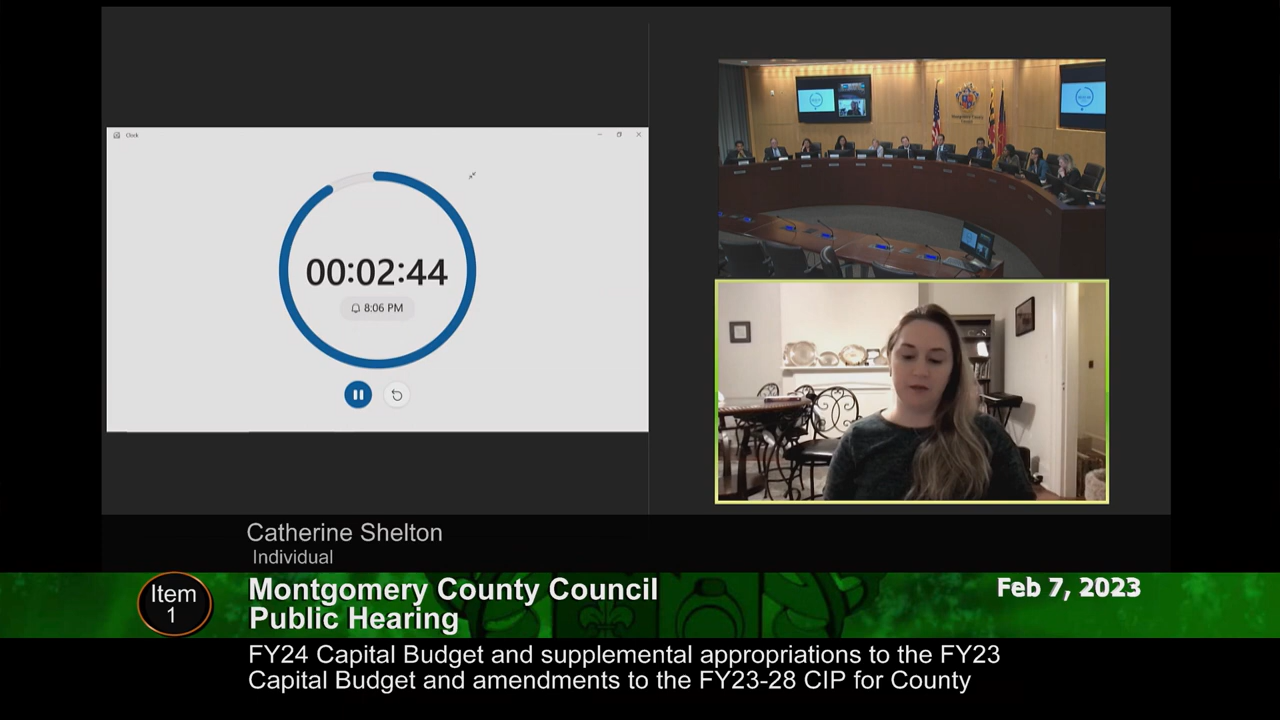 Clock
00:02:44
8:06 PM
Catherine Shelton
Individual
Item
1
Montgomery County Council
Public Hearing
Feb 7, 2023
FY24 Capital Budget and supplemental appropriations to the FY23
Capital Budget and amendments to the FY23-28 CIP for County